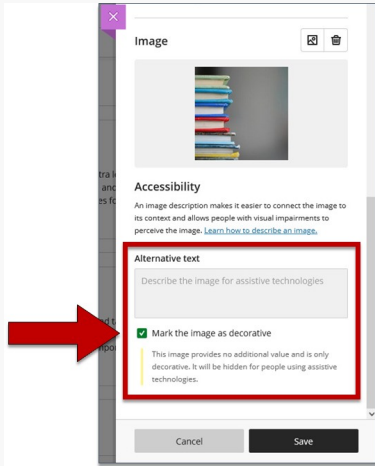 Image
Accessibility
An image description makes it easier to connect the image to
its context and allows people with visual impairments to
perceive the image. Learn how to describe an image.
Alternative text
Describe the image for assistive technologies
Mark the image as decorative
This image provides no additional value and is only
decorative. It will be hidden for people using assistive
technologies.
Cancel
Save